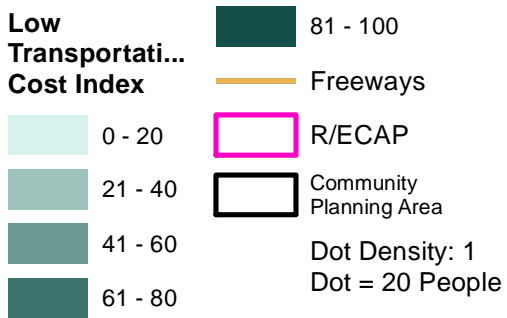 Low
Transportati...
Cost Index
0 - 20
21 - 40
41 - 60
61 - 80
81 - 100
Freeways
R/ECAP
Community
Planning Area
Dot Density: 1
Dot = 20 People